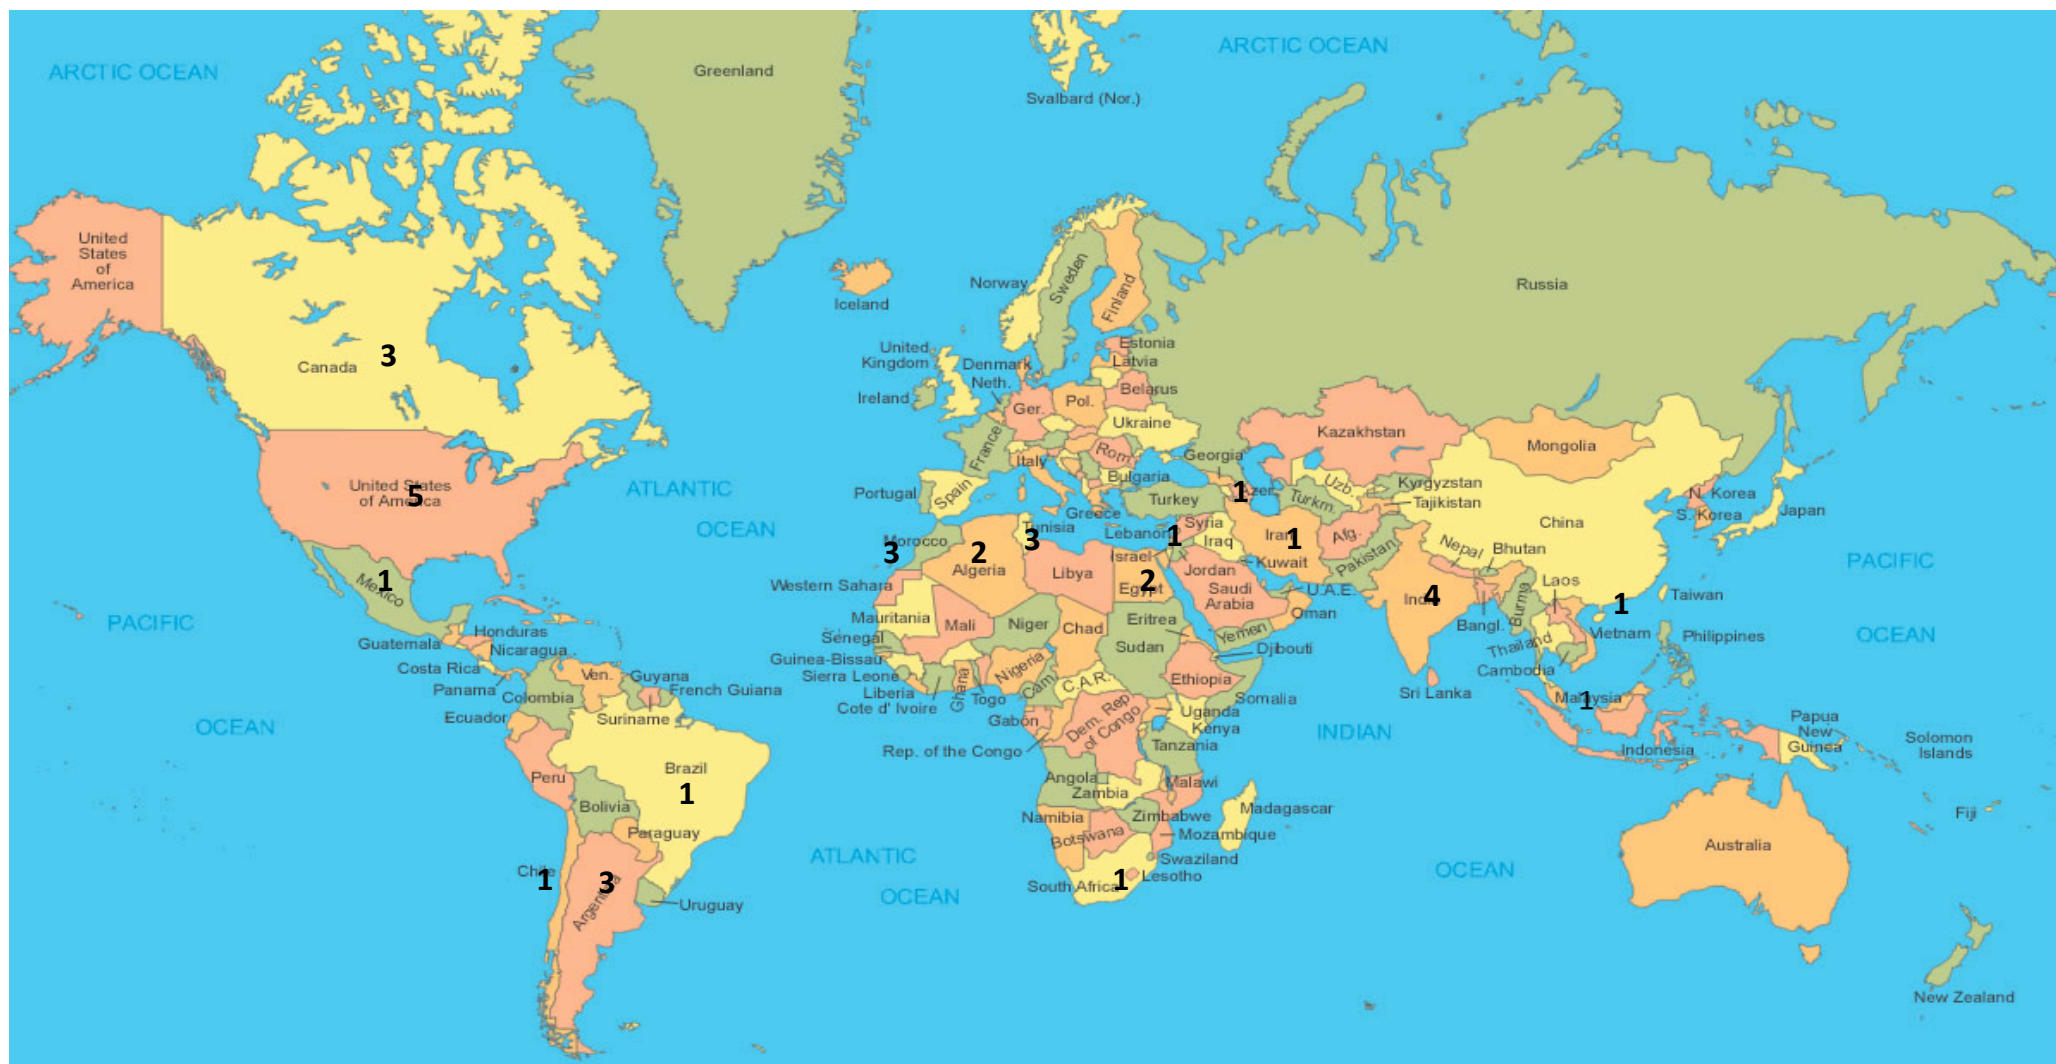 ARCTIC OCEAN
Greenland
Svalbard (Nor.)
ARCTIC OCEAN
United
States
of
America
Canada
3
Iceland
Norway
Sweden
Finland
Russia
United
Kingdom
Ireland
Denmark
Neth.
Estonia
Latvia
Belarus
Ger.
Pol.
Ukraine
France
Italy
Rom.
Bulgaria
Georgia
Kazakhstan
Mongolia
United States
of America
5
ATLANTIC
OCEAN
Portugal
Spain
Greece
Turkey
1
Azer
Turkm.
Uzb.
Kyrgyzstan
Tajikistan
China
N. Korea
S. Korea
Japan
Morocco
3
2
Algeria
Tunisia
3
Libya
Lebanon
1
Syria
Iraq
Israel
Egypt
2
Jordan
Kuwait
Iran
1
Afg.
Pakistan
Nepal
Bhutan
Saudi
Arabia
U.A.E.
Oman
Yemen
India
4
Bangl.
Burma
Laos
1
Taiwan
PACIFIC
OCEAN
Mexico
1
Western Sahara
Mauritania
Mali
Niger
Chad
Sudan
Eritrea
Djibouti
Ethiopia
Somalia
Senegal
Guinea-Bissau
Sierra Leone
Liberia
Cote d' Ivoire
Ghana
Togo
Nigeria
Cam.
C.A.R.
Gabon
Rep. of the Congo
Dem. Rep
of Congo
Uganda
Kenya
Tanzania
Vietnam
Thailand
Cambodia
Philippines
Sri Lanka
Malaysia
1
Indonesia
Papua
New
Guinea
Solomon
Islands
PACIFIC
OCEAN
Guatemala
Honduras
Nicaragua
Costa Rica
Panama
Ven.
Guyana
French Guiana
Suriname
Colombia
Ecuador
Peru
Brazil
1
Bolivia
Paraguay
Chile
1
Argentina
3
Uruguay
ATLANTIC
OCEAN
Angola
Zambia
Malawi
Namibia
Botswana
Zimbabwe
Mozambique
Madagascar
Swaziland
Lesotho
South Africa
1
INDIAN
OCEAN
Australia
Fiji
New Zealand